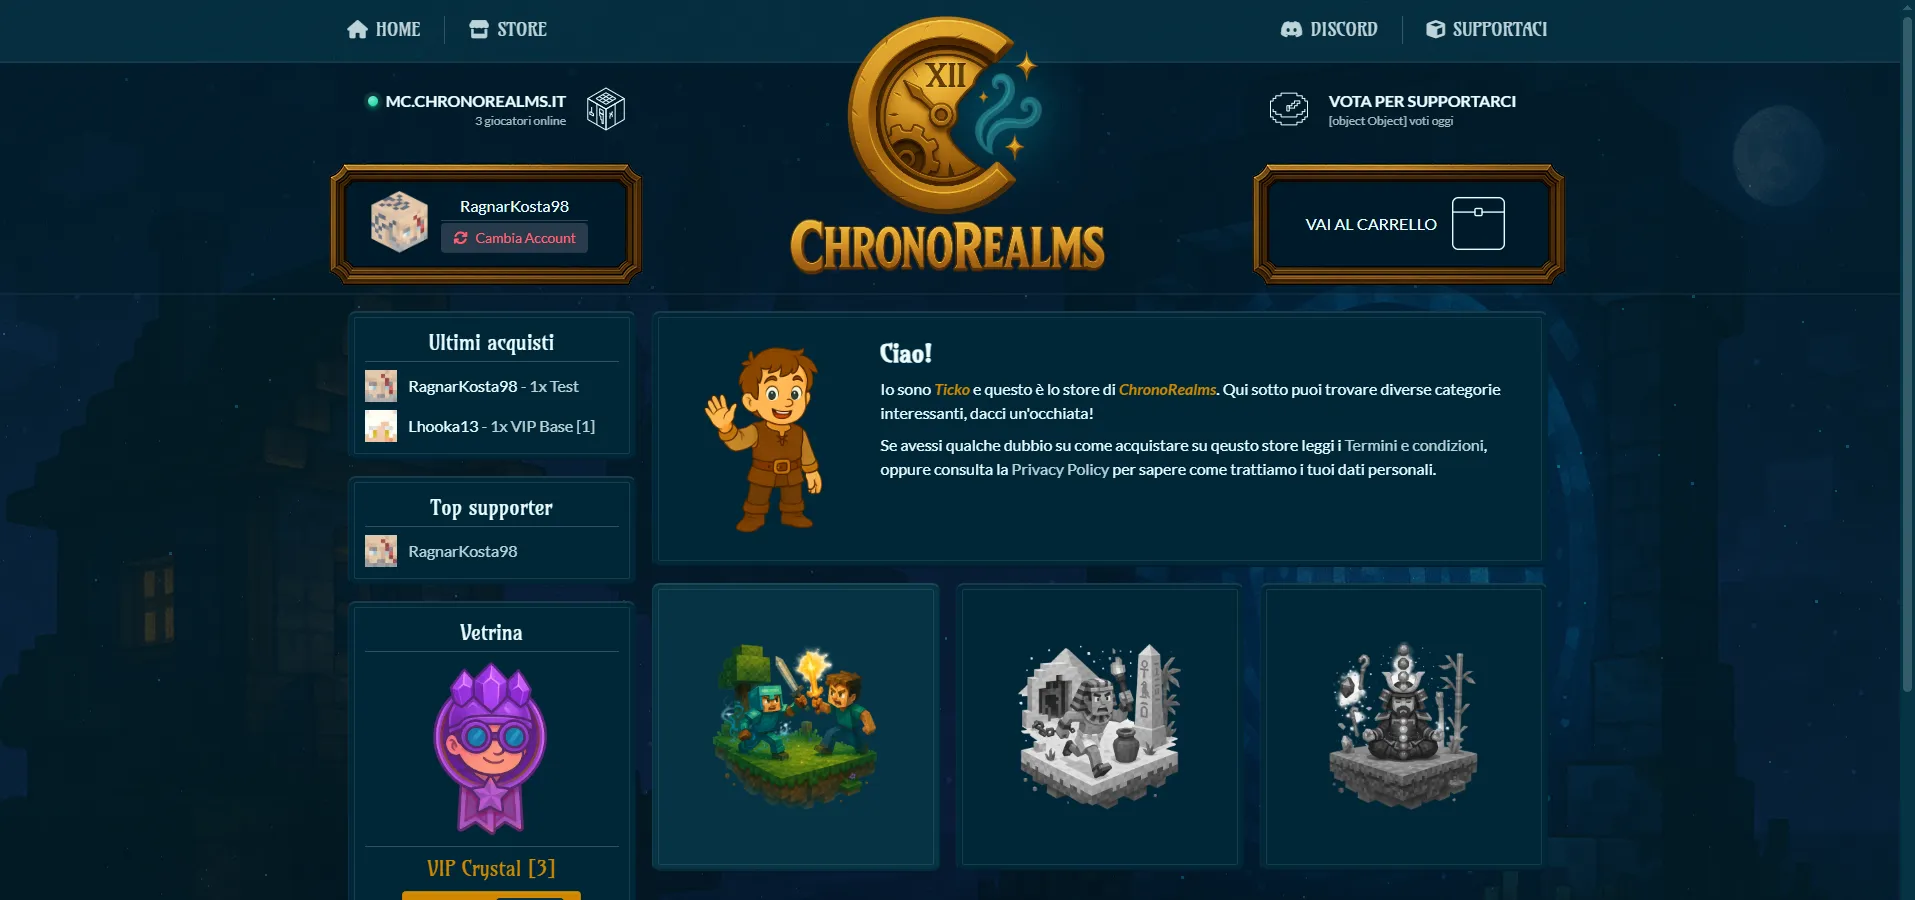 HOME
STORE
DISCORD
SUPPORTACI
XII
MC.CHRONOREALMS.IT
3 giocatori online
VOTA PER SUPPORTARCI
[object Object] voti oggi
RagnarKosta98
Cambia Account
CHRONOREALMS
VAI AL CARRELLO
Ultimi acquisti
RagnarKosta98 - 1x Test
Lhooka13 - 1x VIP Base [1]
Top supporter
RagnarKosta98
Vetrina
VIP Crystal [3]
Ciao!
Io sono Ticko e questo è lo store di ChronoRealms. Qui sotto puoi trovare diverse categorie
interessanti, dacci un'occhiata!
Se avessi qualche dubbio su come acquistare su qeusto store leggi i Termini e condizioni,
oppure consulta la Privacy Policy per sapere come trattiamo i tuoi dati personali.